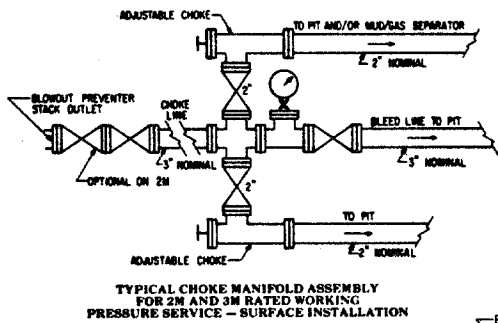 ADJUSTABLE CHOKE
TO PIT AND/OR MUD/GAS SEPARATOR
2" NOMINAL
2"
BLOWOUT PREVENTER
STACK OUTLET
CHOKE
LINE
BLEED LINE TO PIT
OPTIONAL ON 2M
3" NOMINAL
3" NOMINAL
2"
TO PIT
ADJUSTABLE CHOKE
2" NOMINAL
TYPICAL CHOKE MANIFOLD ASSEMBLY
FOR 2M AND 3M RATED WORKING
PRESSURE SERVICE – SURFACE INSTALLATION